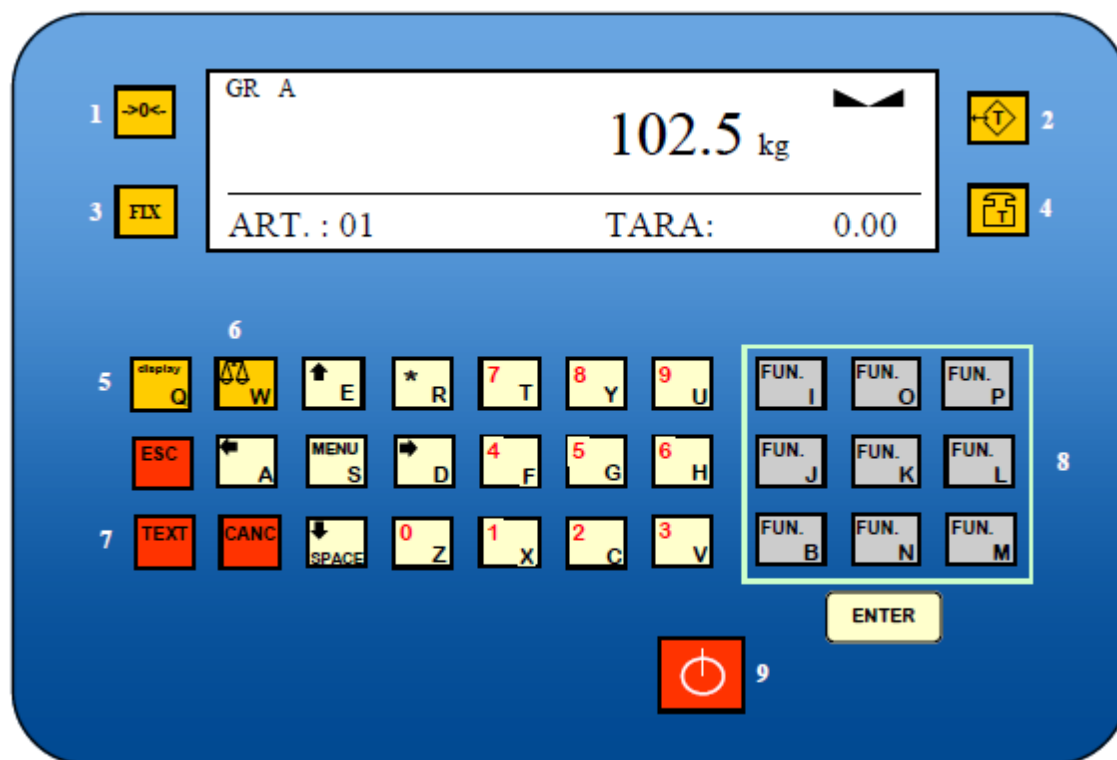 GR A
1 ->0<- 102.5 kg T 2
3 FIX ART. : 01 TARA: 0.00 T 4
6
5 display Q W E * R 7 T 8 Y 9 U FUN. I FUN. O FUN. P
ESC A MENU S D 4 F 5 G 6 H FUN. J FUN. K FUN. L 8
7 TEXT CANC SPACE 0 Z 1 X 2 C 3 V FUN. B FUN. N FUN. M
ENTER
9